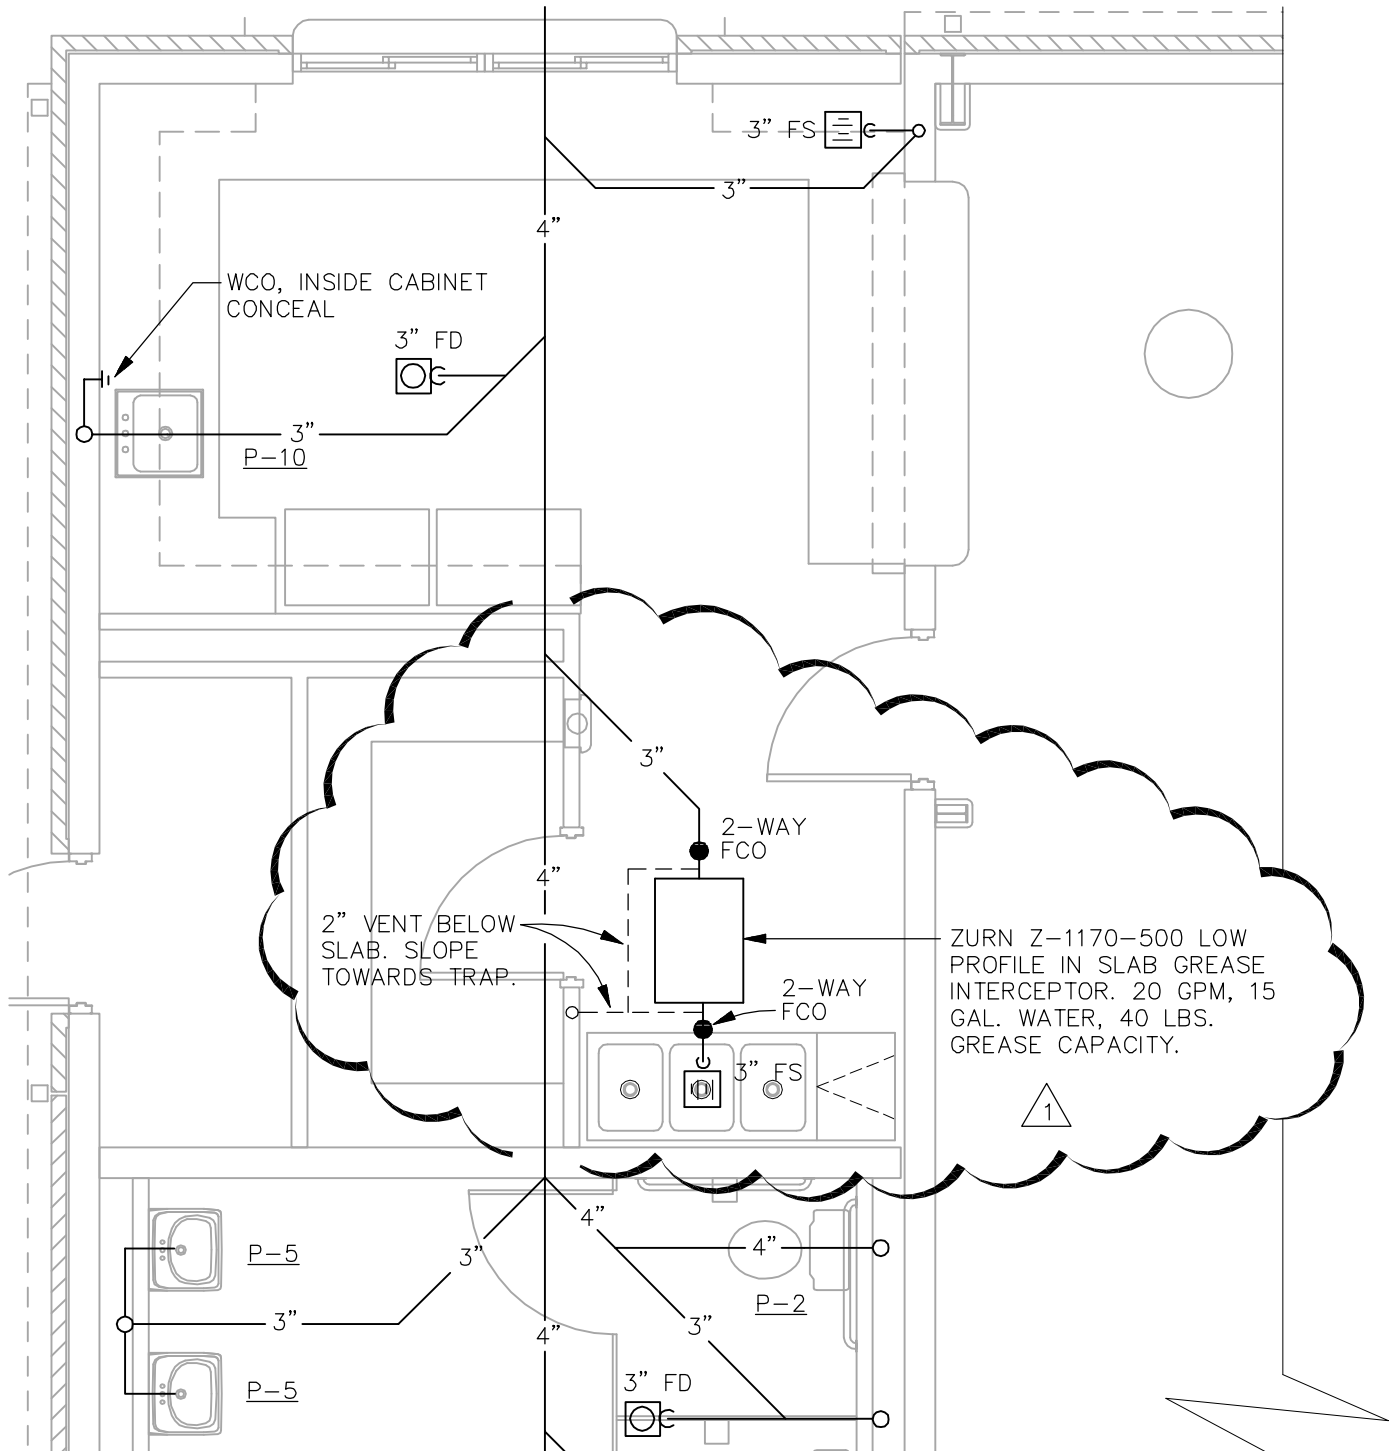 3" FS
3"
4"
WCO, INSIDE CABINET
CONCEAL
3" FD
3"
P-10
3"
2-WAY
FCO
4"
2" VENT BELOW
SLAB. SLOPE
TOWARDS TRAP.
ZURN Z-1170-500 LOW
PROFILE IN SLAB GREASE
INTERCEPTOR. 20 GPM, 15
GAL. WATER, 40 LBS.
GREASE CAPACITY.
2-WAY
FCO
3" FS
1
4"
P-5
3"
4"
P-2
3"
3"
4"
3" FD
P-5